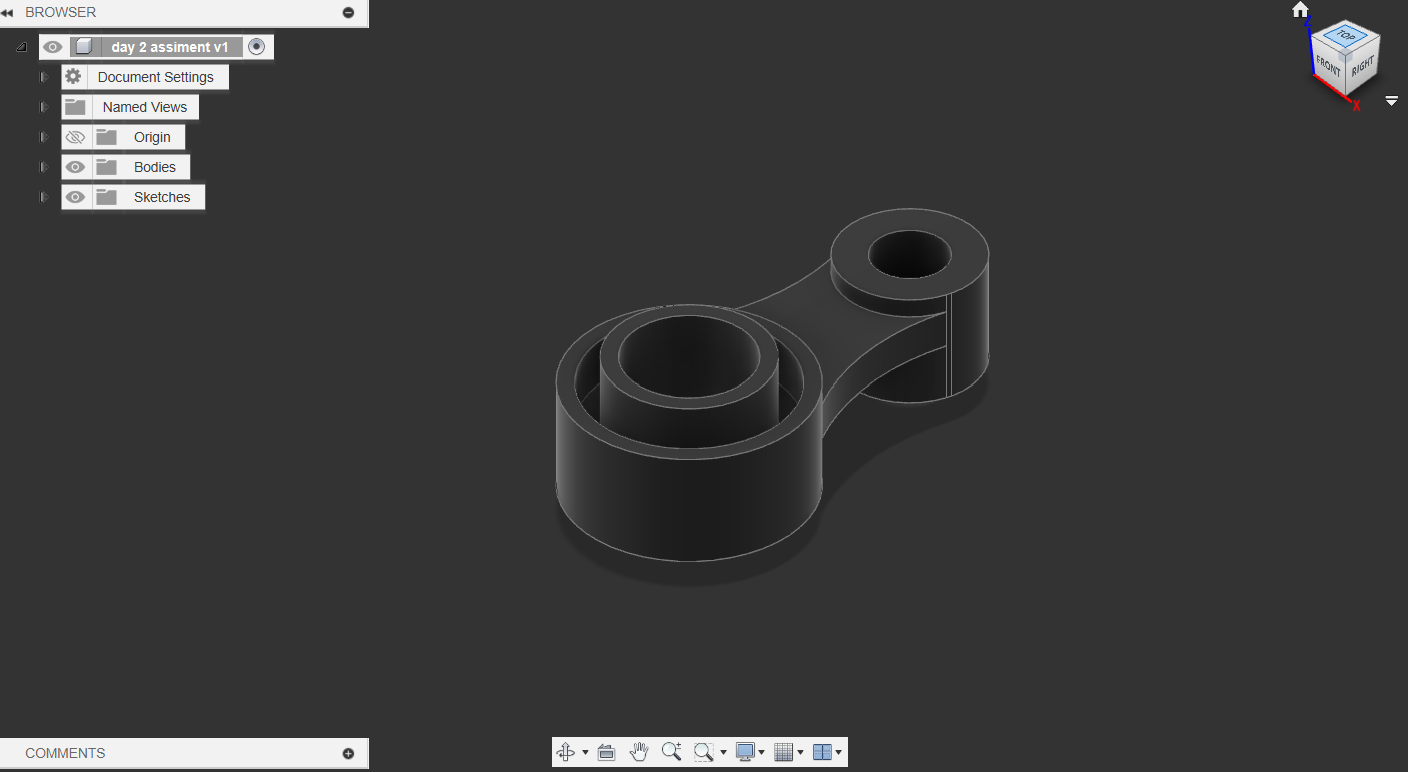 BROWSER
day 2 assiment v1
Document Settings
Named Views
Origin
Bodies
Sketches
Z
TOP
FRONT
RIGHT
X
COMMENTS